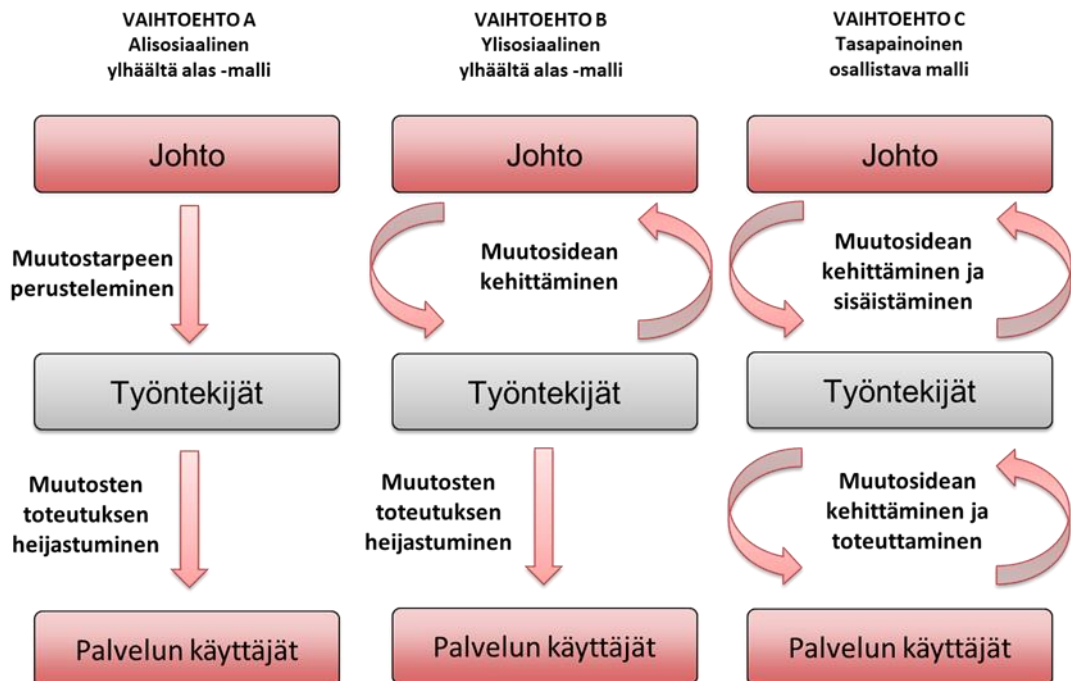 VAIHTOEHTO A
Alisosiaalinen
ylhäältä alas -malli
Johto
Muutostarpeen
perusteleminen
Työntekijät
Muutosten
toteutuksen
heijastuminen
Palvelun käyttäjät
VAIHTOEHTO B
Ylisosiaalinen
ylhäältä alas -malli
Johto
Muutosidean
kehittäminen
Työntekijät
Muutosten
toteutuksen
heijastuminen
Palvelun käyttäjät
VAIHTOEHTO C
Tasapainoinen
osallistava malli
Johto
Muutosidean
kehittäminen ja
sisäistäminen
Työntekijät
Muutosidean
kehittäminen ja
toteuttaminen
Palvelun käyttäjät